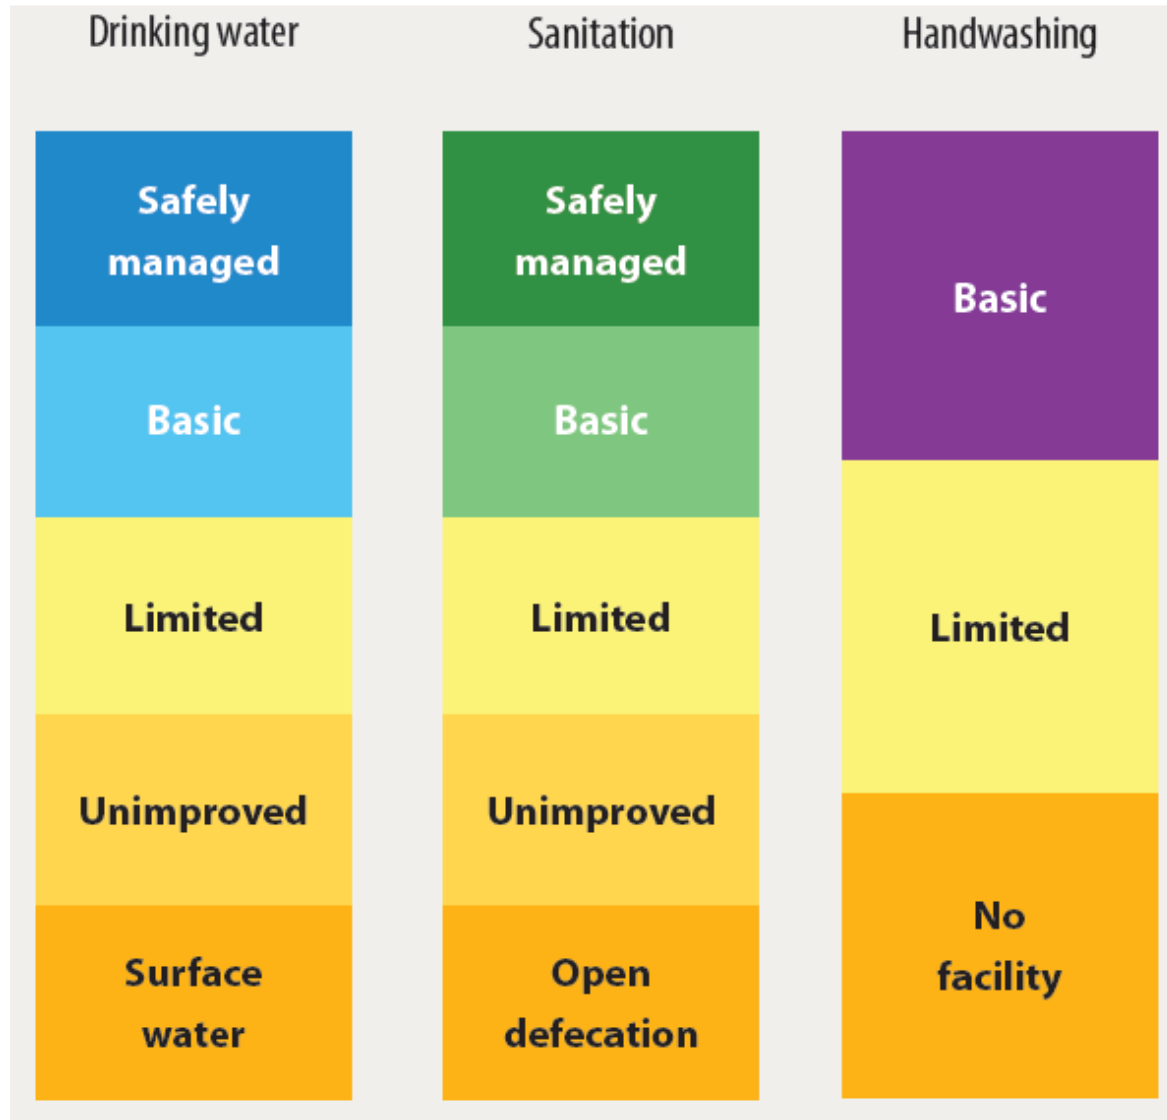 Drinking water
Sanitation
Handwashing
Safely
managed
Basic
Limited
Unimproved
Surface
water
Safely
managed
Basic
Limited
Unimproved
Open
defecation
Basic
Limited
No
facility